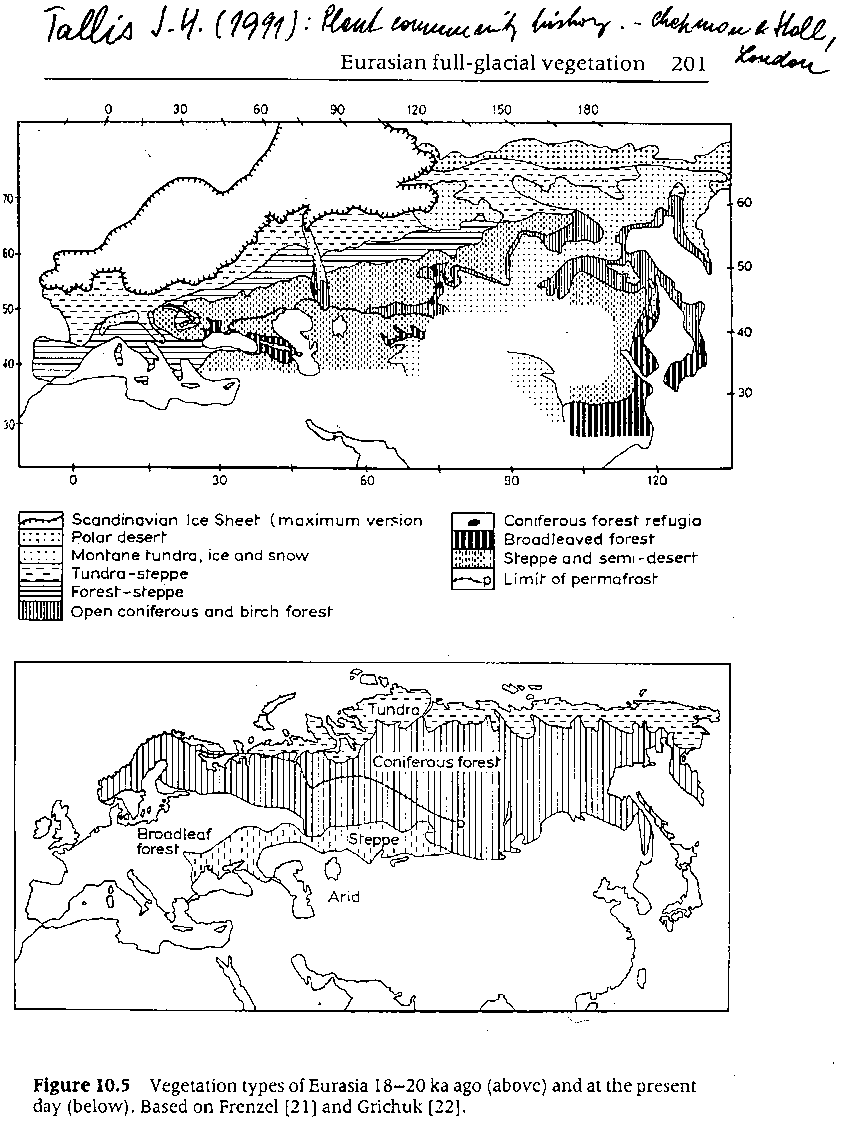 Tallis J.H. (1991): Plant community history. - Chapman & Hall,
London
Eurasian full-glacial vegetation 201
0 30 60 90 120 150 180
70
60
50
40
30
60
50
40
30
0 30 60 90 120
Scandinavian Ice Sheet (maximum version
Polar desert
Montane tundra, ice and snow
Tundra-steppe
Forest-steppe
Open coniferous and birch forest
Coniferous forest refugia
Broadleaved forest
Steppe and semi-desert
Limit of permafrost
Tundra
Coniferous forest
Broadleaf
forest
Steppe
Arid
Figure 10.5 Vegetation types of Eurasia 18–20 ka ago (above) and at the present
day (below). Based on Frenzel [21] and Grichuk [22].